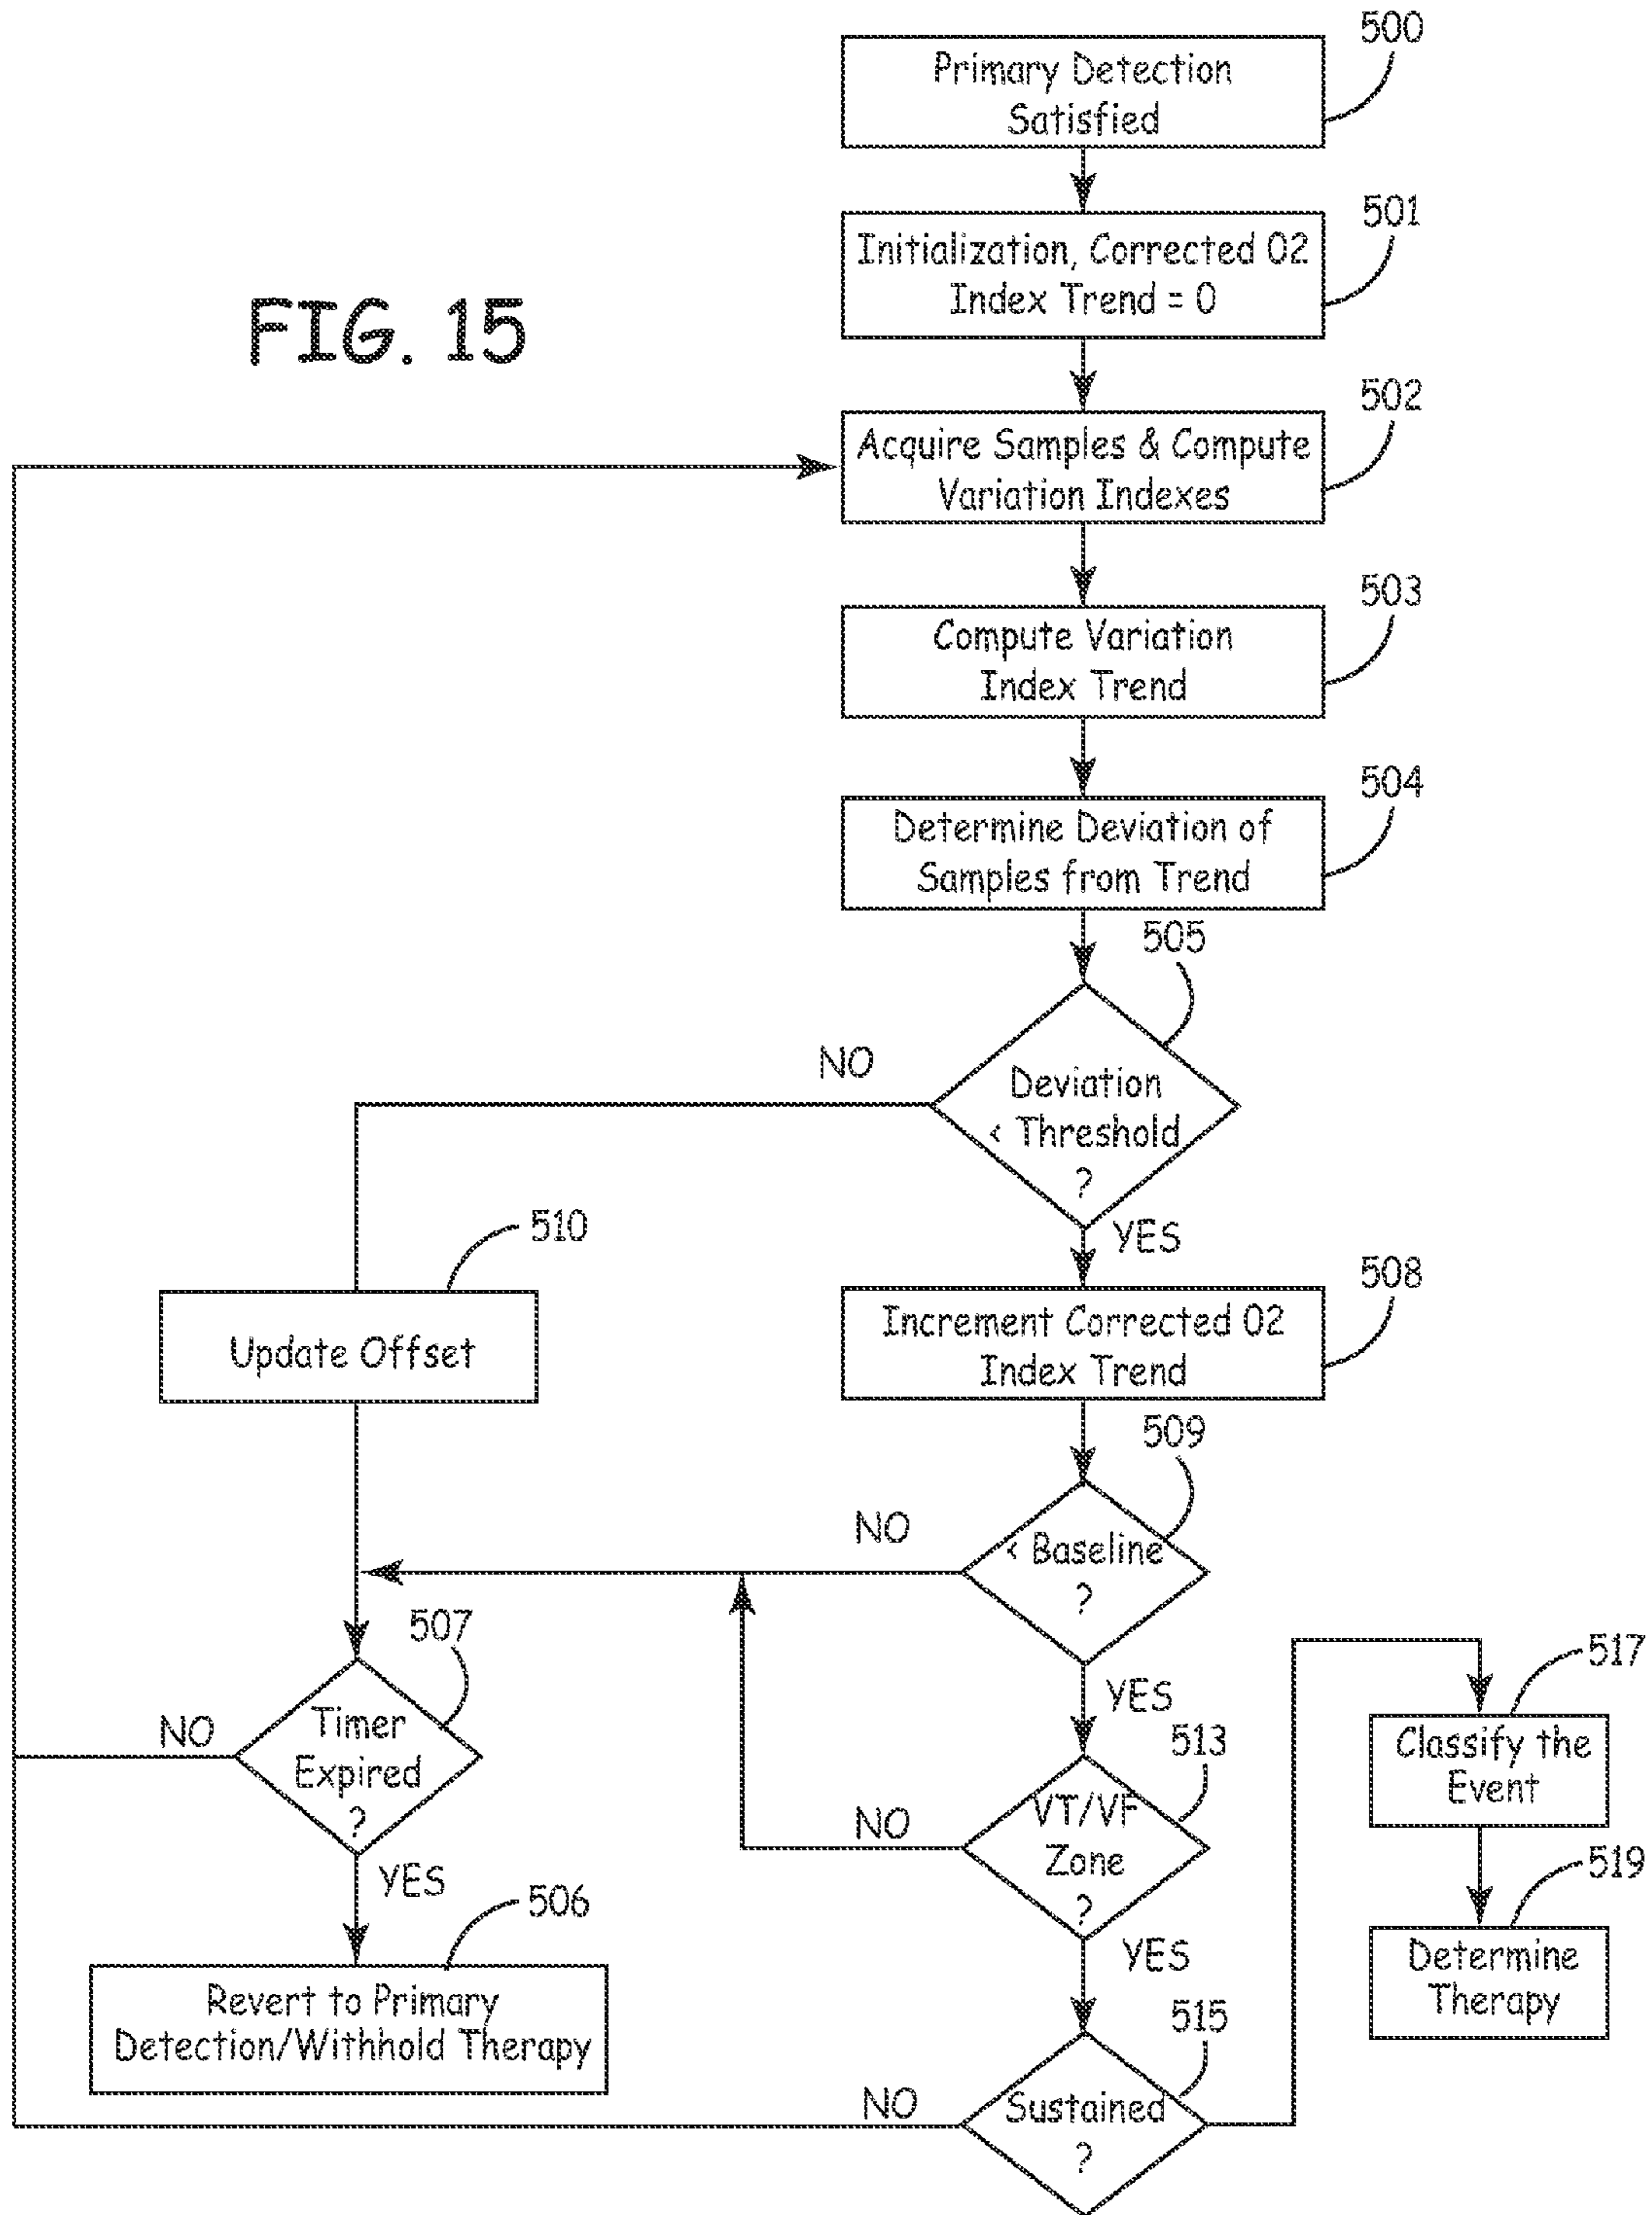 500
Primary Detection
Satisfied
501
Initialization, Corrected O2
Index Trend = 0
FIG. 15
502
Acquire Samples & Compute
Variation Indexes
503
Compute Variation
Index Trend
504
Determine Deviation of
Samples from Trend
505
NO
Deviation
< Threshold
?
YES
510
Update Offset
508
Increment Corrected O2
Index Trend
509
NO
< Baseline
?
YES
507
NO
Timer
Expired
?
YES
513
NO
VT/VF
Zone
?
YES
517
Classify the
Event
519
Determine
Therapy
506
Revert to Primary
Detection/Withhold Therapy
515
NO
Sustained
?